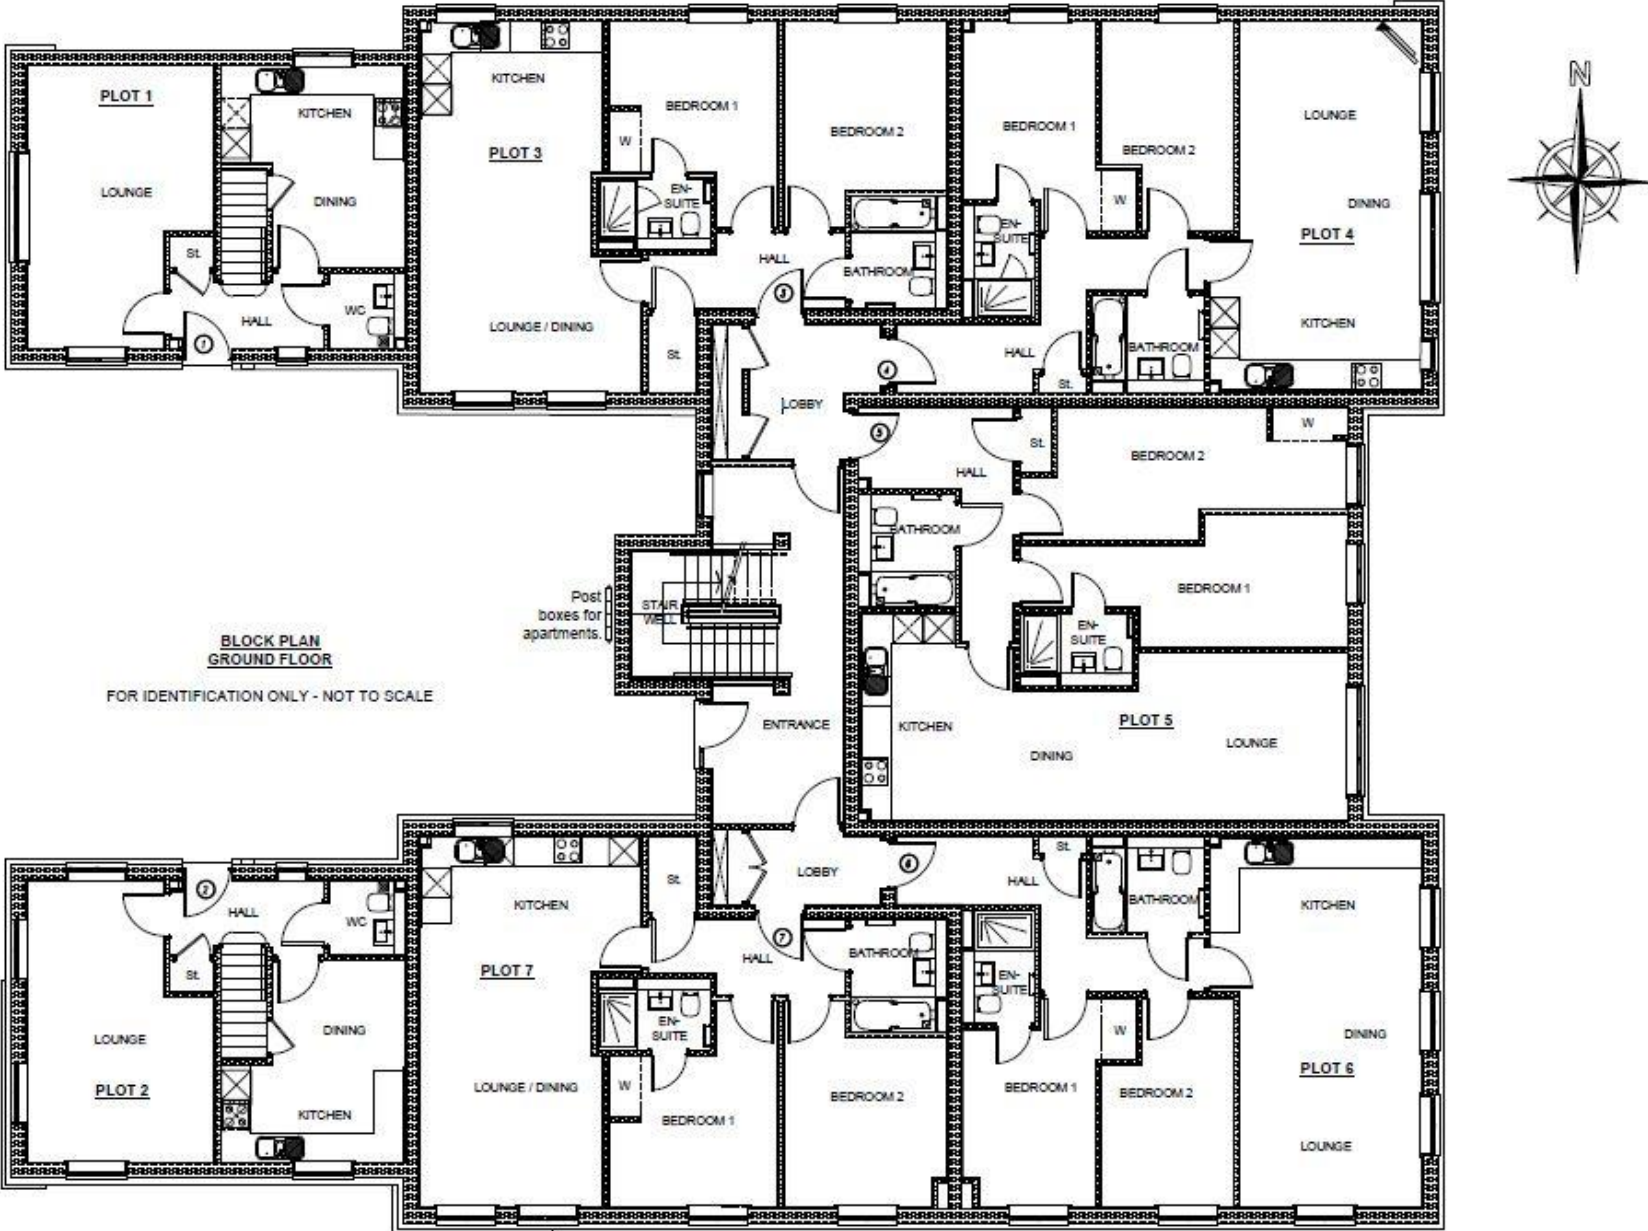 PLOT 1
LOUNGE
KITCHEN
DINING
St.
HALL
WC
1
KITCHEN
PLOT 3
LOUNGE / DINING
BEDROOM 1
W
EN-
SUITE
BEDROOM 2
HALL
BATHROOM
3
St.
BEDROOM 1
BEDROOM 2
W
EN-
SUITE
LOUNGE
DINING
PLOT 4
KITCHEN
BATHROOM
HALL
St.
4
N
LOBBY
5
HALL
St.
BEDROOM 2
W
BATHROOM
BEDROOM 1
EN-
SUITE
KITCHEN
DINING
PLOT 5
LOUNGE
Post
boxes for
apartments.
STAIR
WELL
ENTRANCE
BLOCK PLAN
GROUND FLOOR
FOR IDENTIFICATION ONLY - NOT TO SCALE
LOBBY
2
HALL
WC
St.
LOUNGE
PLOT 2
DINING
KITCHEN
KITCHEN
PLOT 7
LOUNGE / DINING
St.
7
HALL
BATHROOM
EN-
SUITE
W
BEDROOM 1
BEDROOM 2
6
HALL
St.
BATHROOM
EN-
SUITE
W
BEDROOM 1
BEDROOM 2
KITCHEN
DINING
PLOT 6
LOUNGE